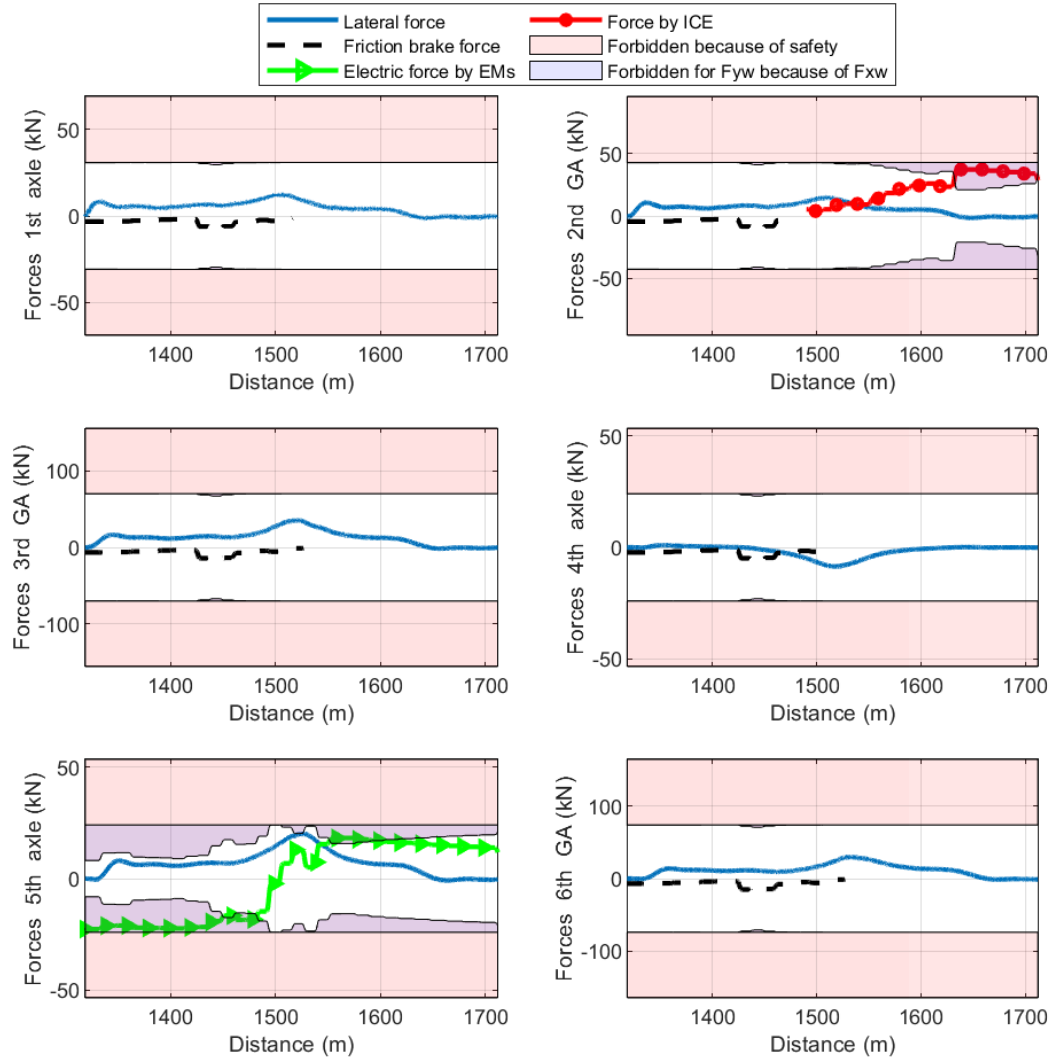 Lateral force
Friction brake force
Electric force by EMs
Force by ICE
Forbidden because of safety
Forbidden for Fyw because of Fxw
Forces 1st axle (kN)
50
0
-50
1400 1500 1600 1700
Distance (m)
Forces 2nd GA (kN)
50
0
-50
1400 1500 1600 1700
Distance (m)
Forces 3rd GA (kN)
100
0
-100
1400 1500 1600 1700
Distance (m)
Forces 4th axle (kN)
50
0
-50
1400 1500 1600 1700
Distance (m)
Forces 5th axle (kN)
50
0
-50
1400 1500 1600 1700
Distance (m)
Forces 6th GA (kN)
100
0
-100
1400 1500 1600 1700
Distance (m)